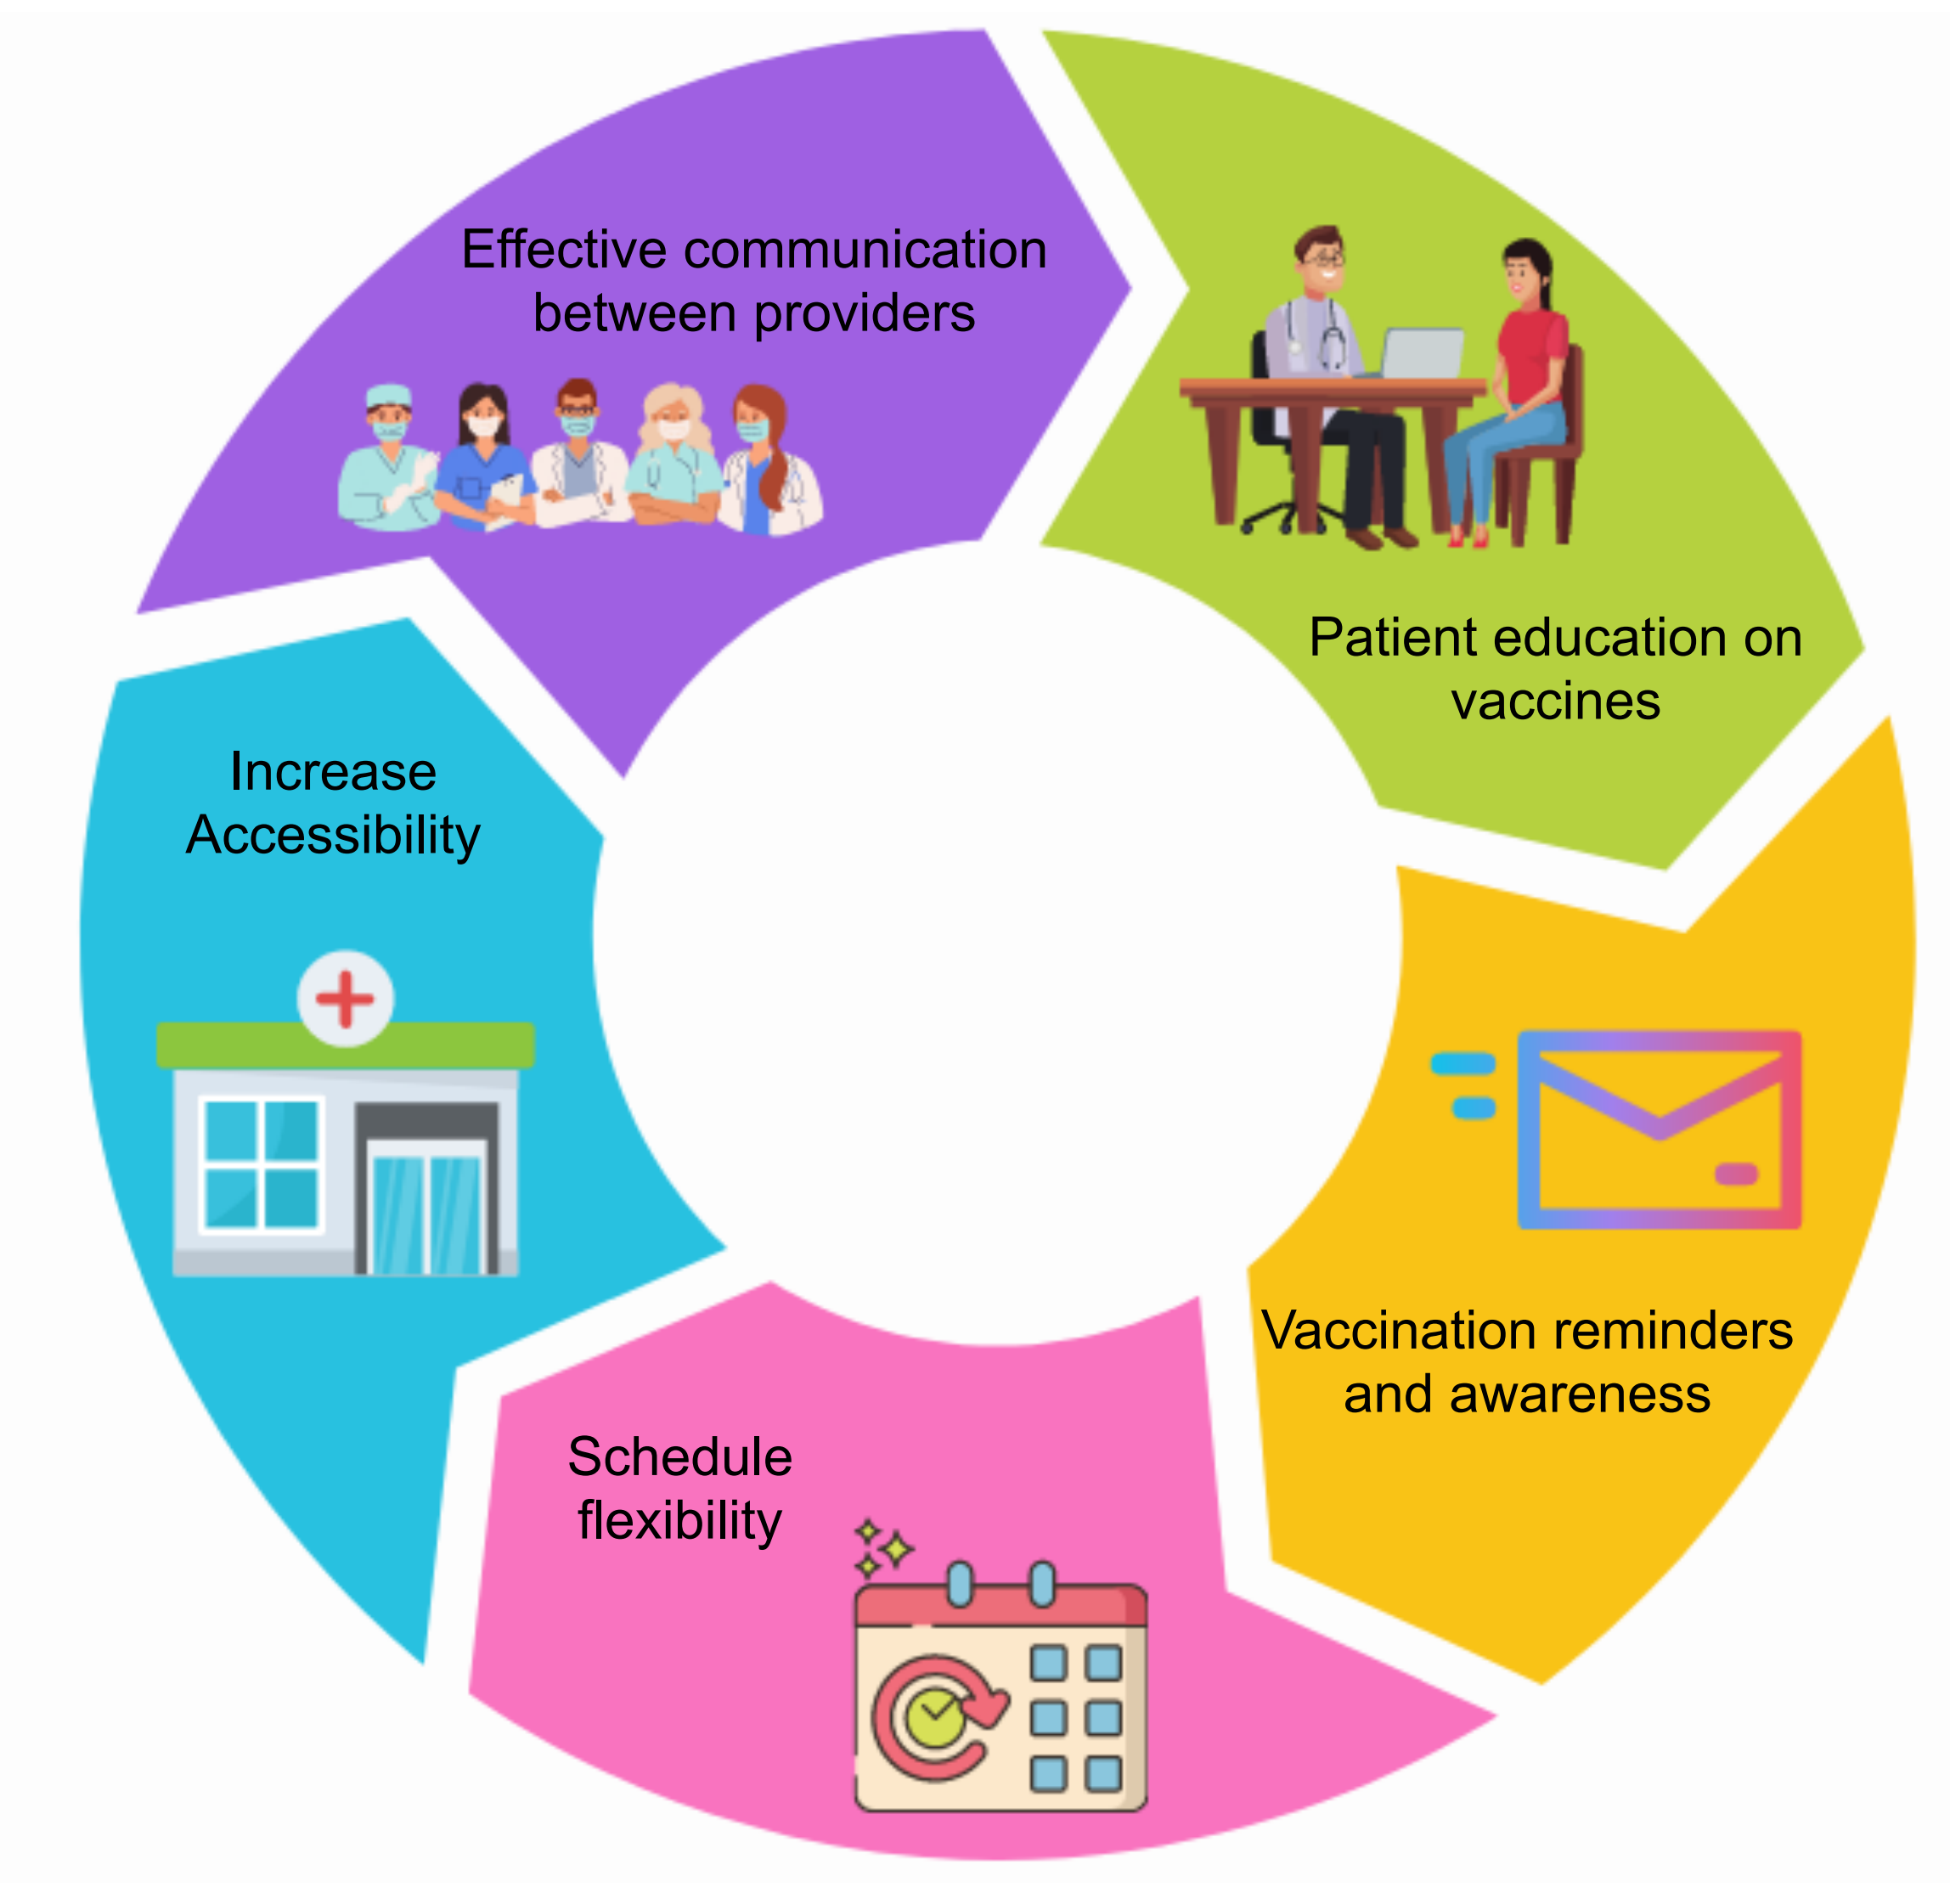 Effective communication
between providers
Patient education on
vaccines
Vaccination reminders
and awareness
Schedule
flexibility
Increase
Accessibility